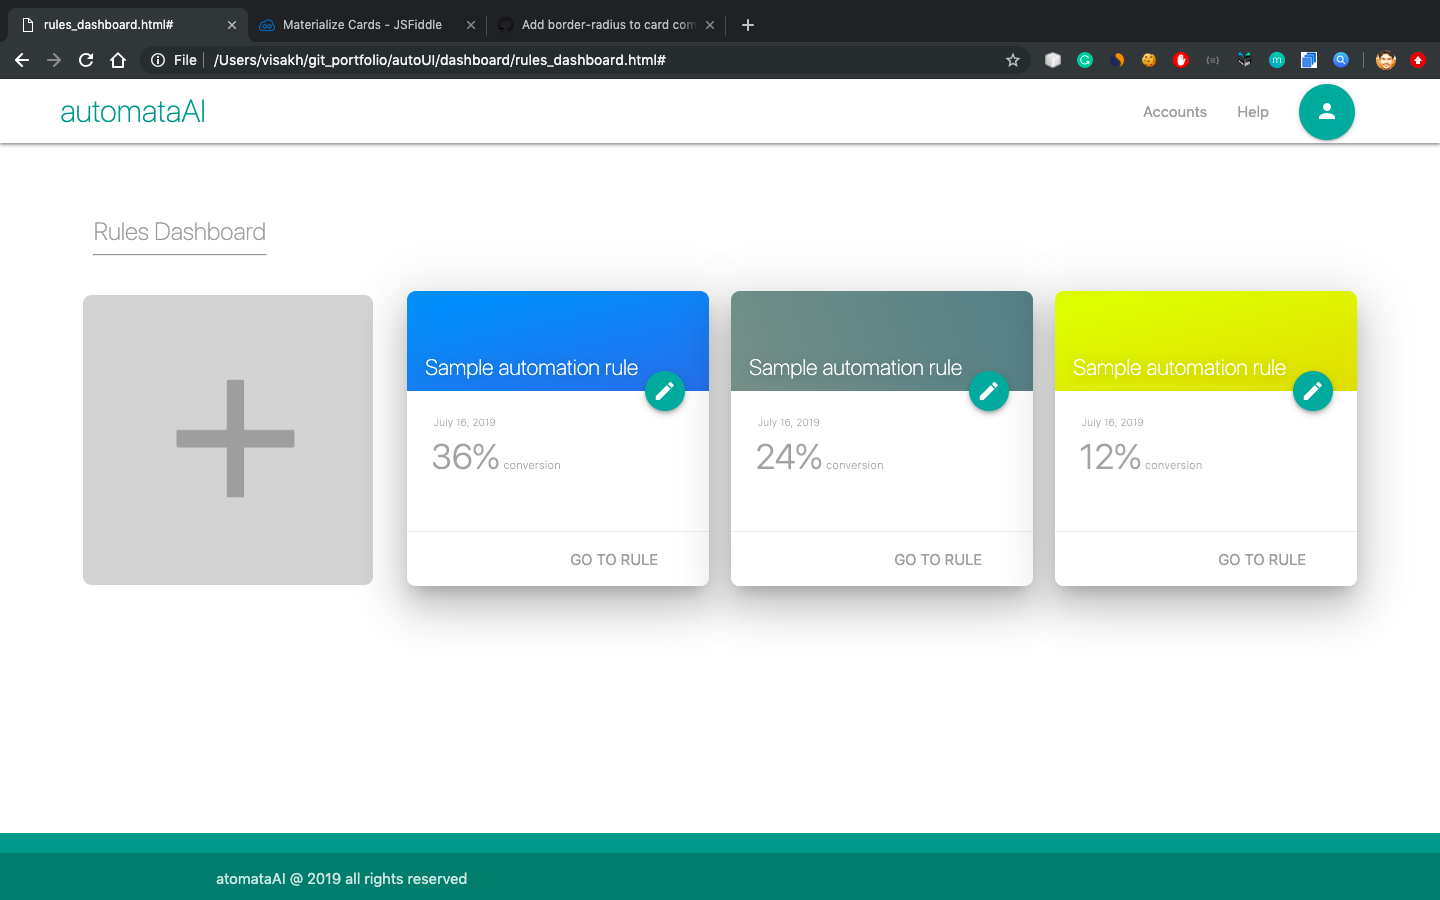 rules_dashboard.html#
Materialize Cards - JSFiddle
Add border-radius to card com
File
/Users/visakh/git_portfolio/autoUI/dashboard/rules_dashboard.html#
automataAI
Accounts
Help
Rules Dashboard
Sample automation rule
July 16, 2019
36% conversion
GO TO RULE
Sample automation rule
July 16, 2019
24% conversion
GO TO RULE
Sample automation rule
July 16, 2019
12% conversion
GO TO RULE
atomataAI @ 2019 all rights reserved